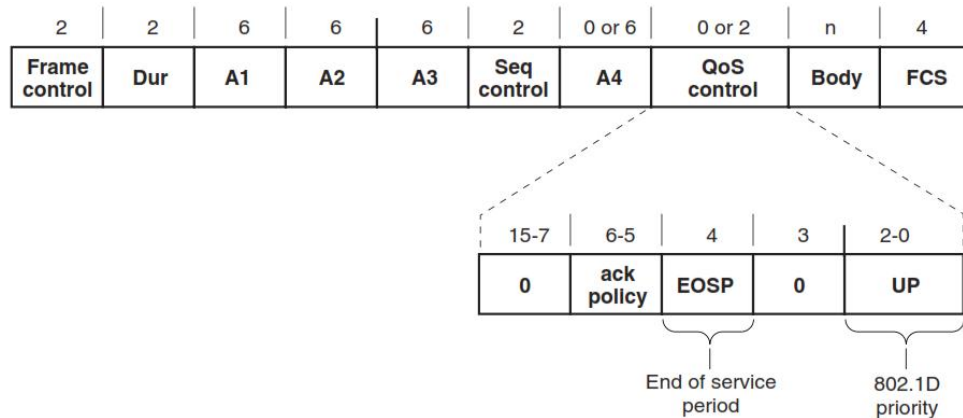 2 2 6 6 6 2 0 or 6 0 or 2 n 4
Frame control Dur A1 A2 A3 Seq control A4 QoS control Body FCS
15-7 6-5 4 3 2-0
0 ack policy EOSP 0 UP
End of service period
802.1D priority